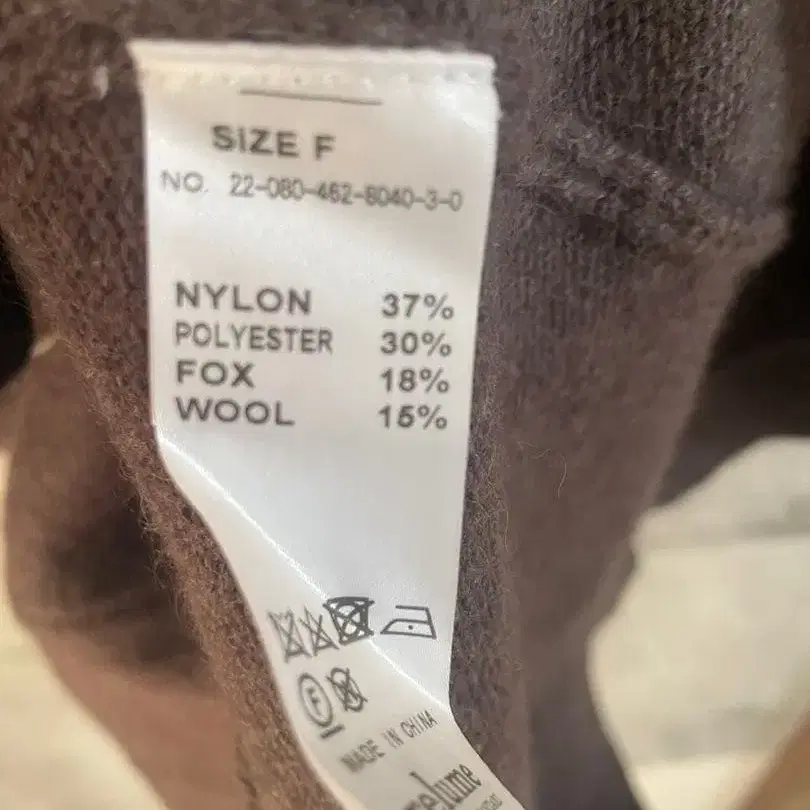 SIZE F
NO. 22-080-462-8040-3-0
NYLON 37%
POLYESTER 30%
FOX 18%
WOOL 15%
F
MADE IN CHINA
relume